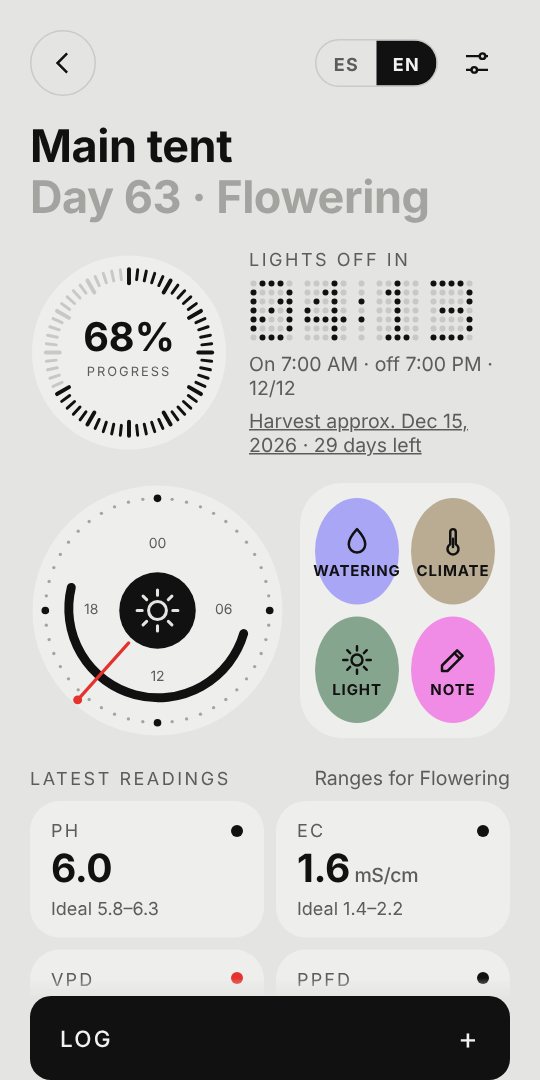 ES EN
Main tent
Day 63 · Flowering
68%
PROGRESS
LIGHTS OFF IN
04:13
On 7:00 AM · off 7:00 PM ·
12/12
Harvest approx. Dec 15,
2026 · 29 days left
00
18
06
12
WATERING
CLIMATE
LIGHT
NOTE
LATEST READINGS
Ranges for Flowering
PH
6.0
Ideal 5.8–6.3
EC
1.6 mS/cm
Ideal 1.4–2.2
VPD
PPFD
LOG +